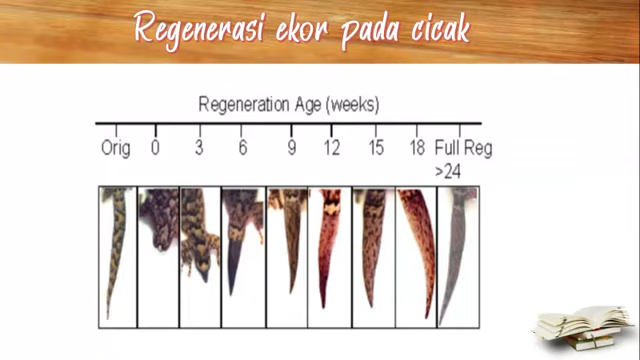 Regenerasi ekor pada cicak
Regeneration Age (weeks)
Orig 0 3 6 9 12 15 18 Full Reg
>24